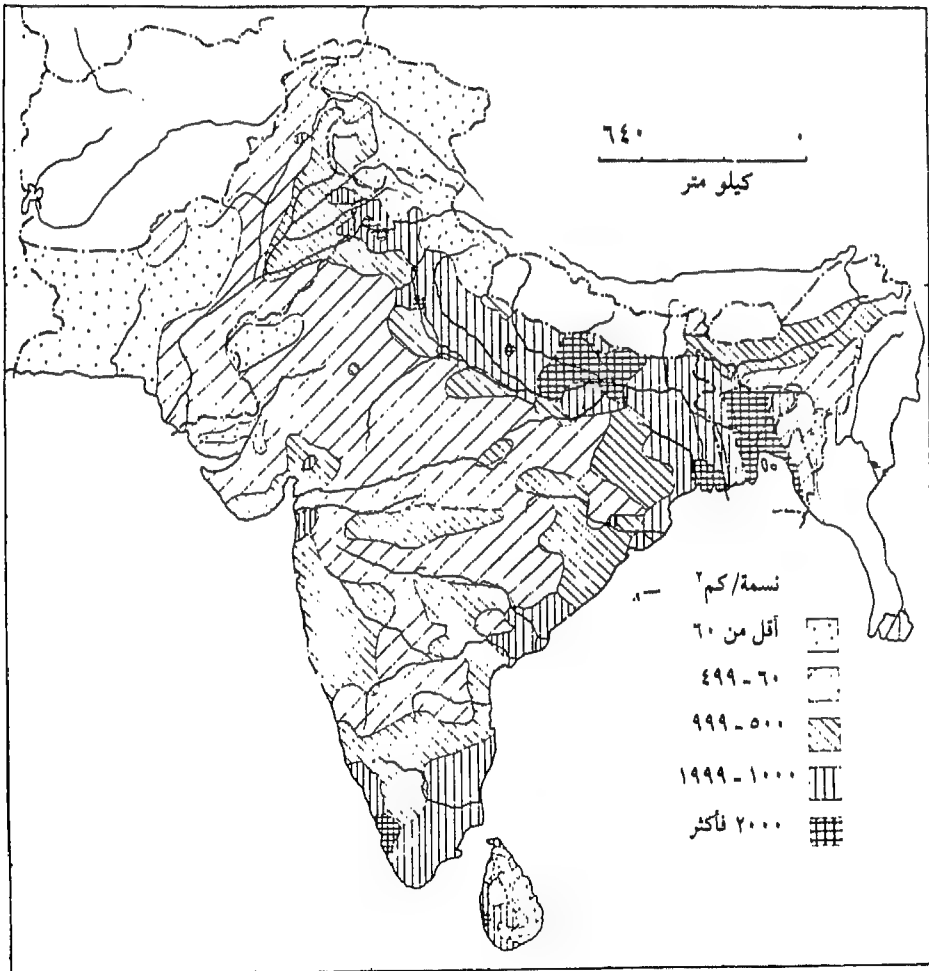 ٦٤٠ ٠
كيلو متر
نسمة/كم٢
أقل من ٦٠
٦٠-٤٩٩
٥٠٠-٩٩٩
١٠٠٠-١٩٩٩
٢٠٠٠ فأكثر